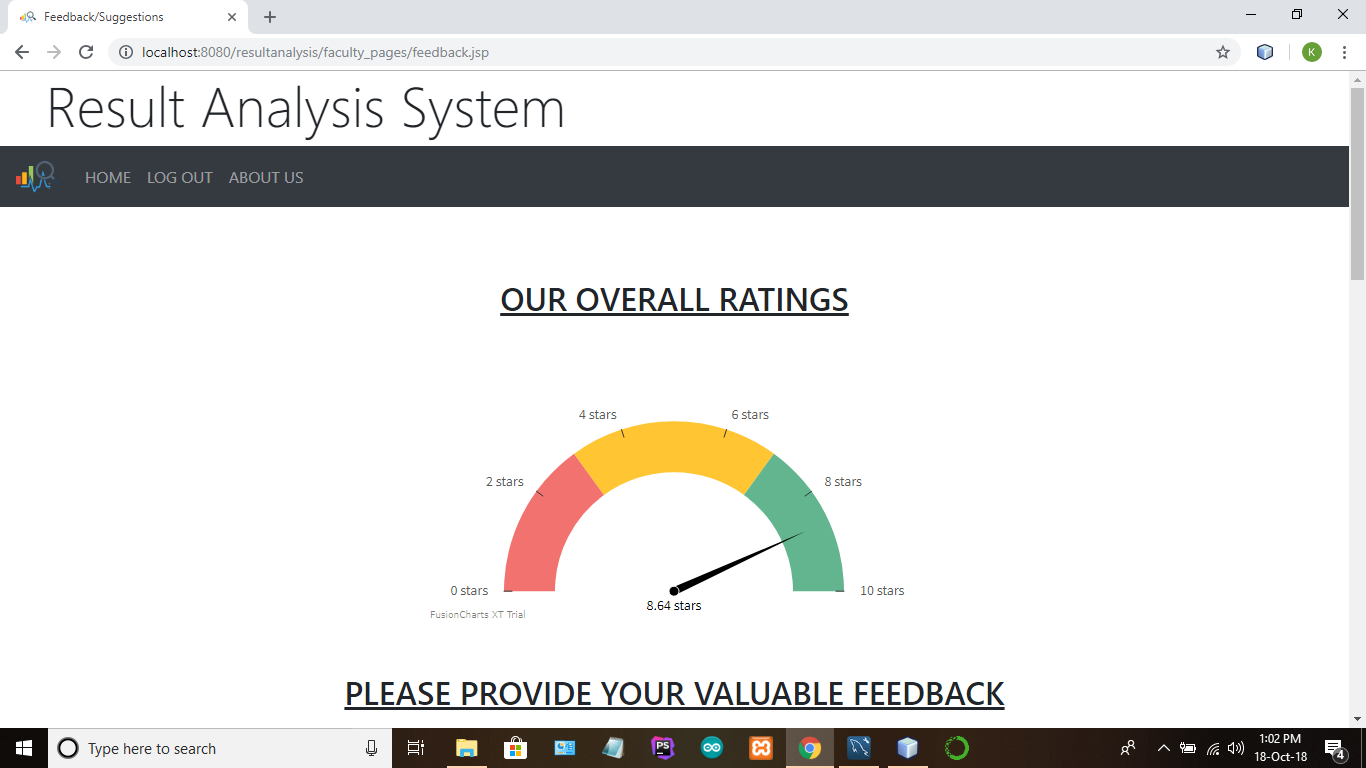 Feedback/Suggestions
localhost:8080/resultanalysis/faculty_pages/feedback.jsp
K
Result Analysis System
HOME LOG OUT ABOUT US
OUR OVERALL RATINGS
4 stars 6 stars
2 stars 8 stars
0 stars 10 stars
8.64 stars
FusionCharts XT Trial
PLEASE PROVIDE YOUR VALUABLE FEEDBACK
Type here to search
PS
1:02 PM
18-Oct-18
4